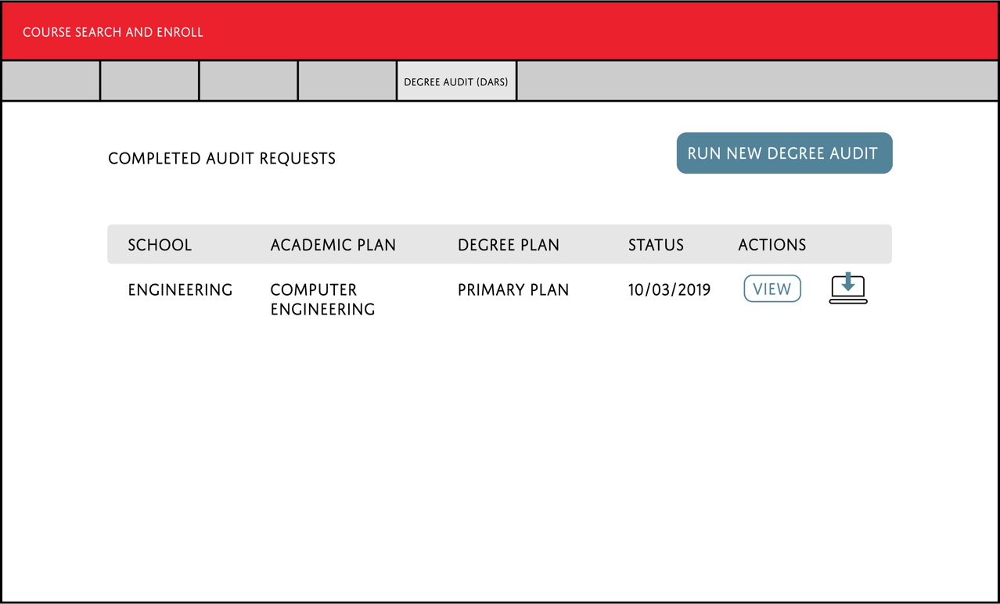 COURSE SEARCH AND ENROLL
DEGREE AUDIT (DARS)
COMPLETED AUDIT REQUESTS
RUN NEW DEGREE AUDIT
SCHOOL ACADEMIC PLAN DEGREE PLAN STATUS ACTIONS
ENGINEERING COMPUTER PRIMARY PLAN 10/03/2019 VIEW
ENGINEERING